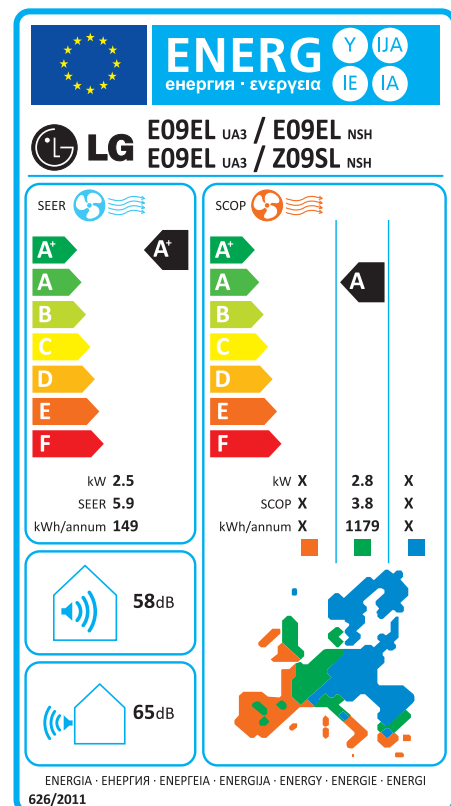 ENERG
енергия · ενεργεια
Y IJA
IE IA
LG
E09EL UA3 / E09EL NSH
E09EL UA3 / Z09SL NSH
SEER
A+
A
B
C
D
E
F
A+
kW 2.5
SEER 5.9
kWh/annum 149
SCOP
A+
A
B
C
D
E
F
A
kW X 2.8 X
SCOP X 3.8 X
kWh/annum X 1179 X
58dB
65dB
ENERGIA · ЕНЕРГИЯ · ΕΝΕΡΓΕΙΑ · ENERGIJA · ENERGY · ENERGIE · ENERGI
626/2011